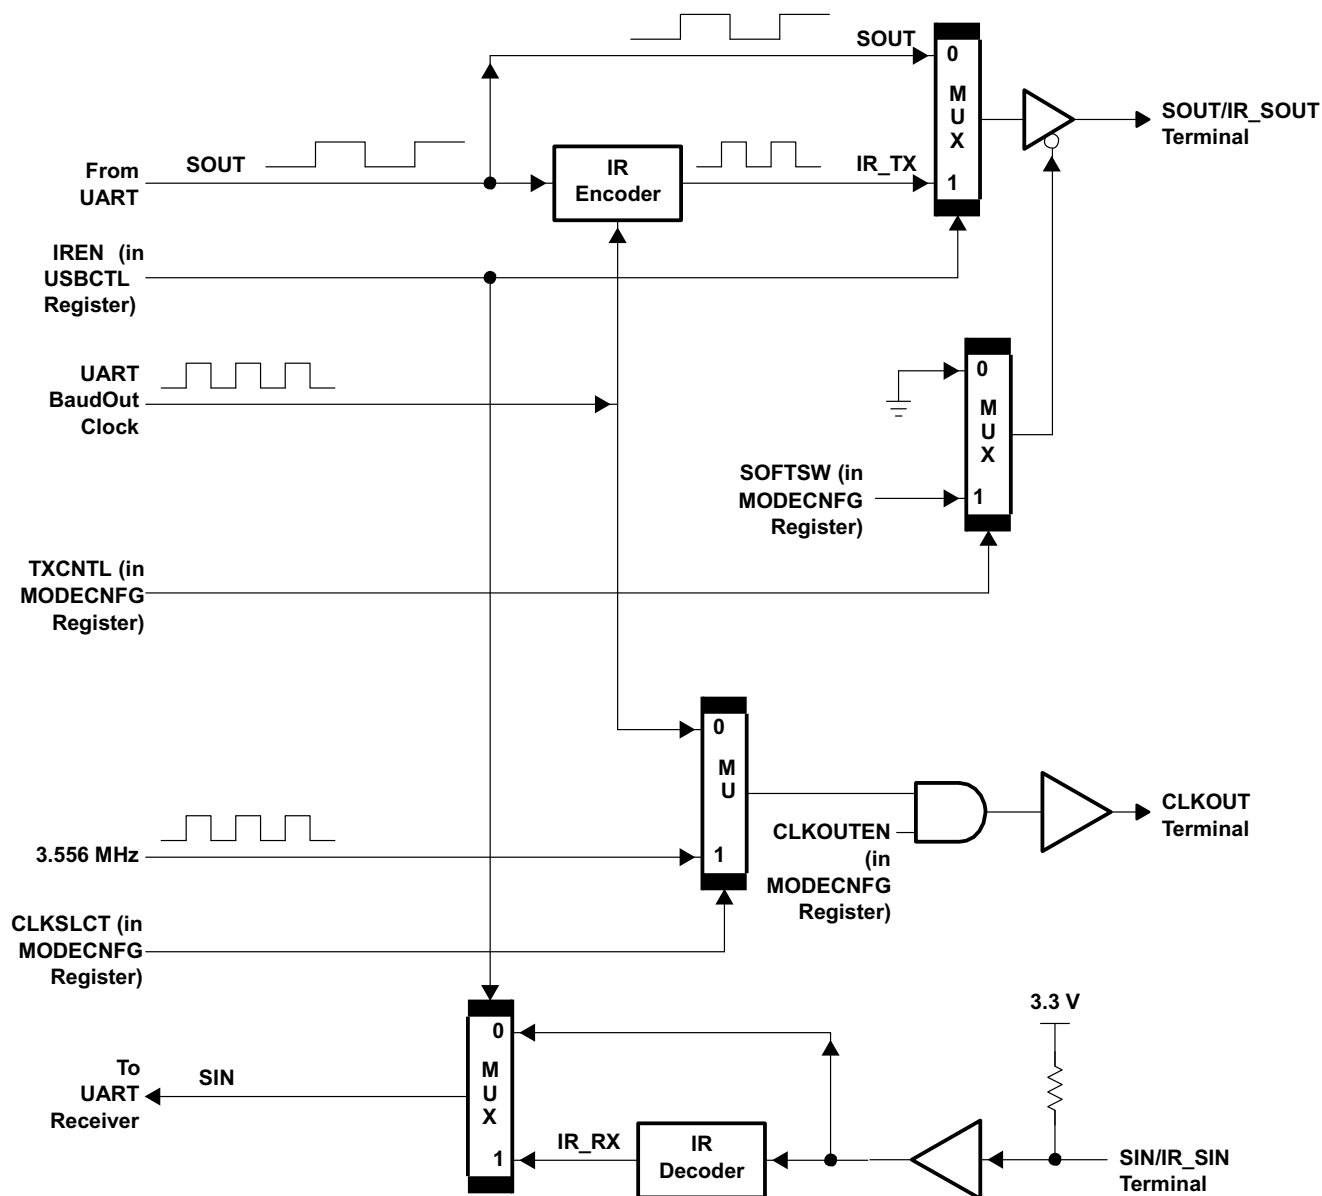 SOUT
0
M
U
X
1
SOUT/IR_SOUT
Terminal
From
UART
SOUT
IR
Encoder
IR_TX
IREN (in
USBCTL
Register)
UART
BaudOut
Clock
0
M
U
X
1
SOFTSW (in
MODECNFG
Register)
TXCNTL (in
MODECNFG
Register)
0
M
U
1
3.556 MHz
CLKOUTEN
(in
MODECNFG
Register)
CLKOUT
Terminal
CLKSLCT (in
MODECNFG
Register)
3.3 V
0
M
U
X
1
To
UART
Receiver
SIN
IR_RX
IR
Decoder
SIN/IR_SIN
Terminal